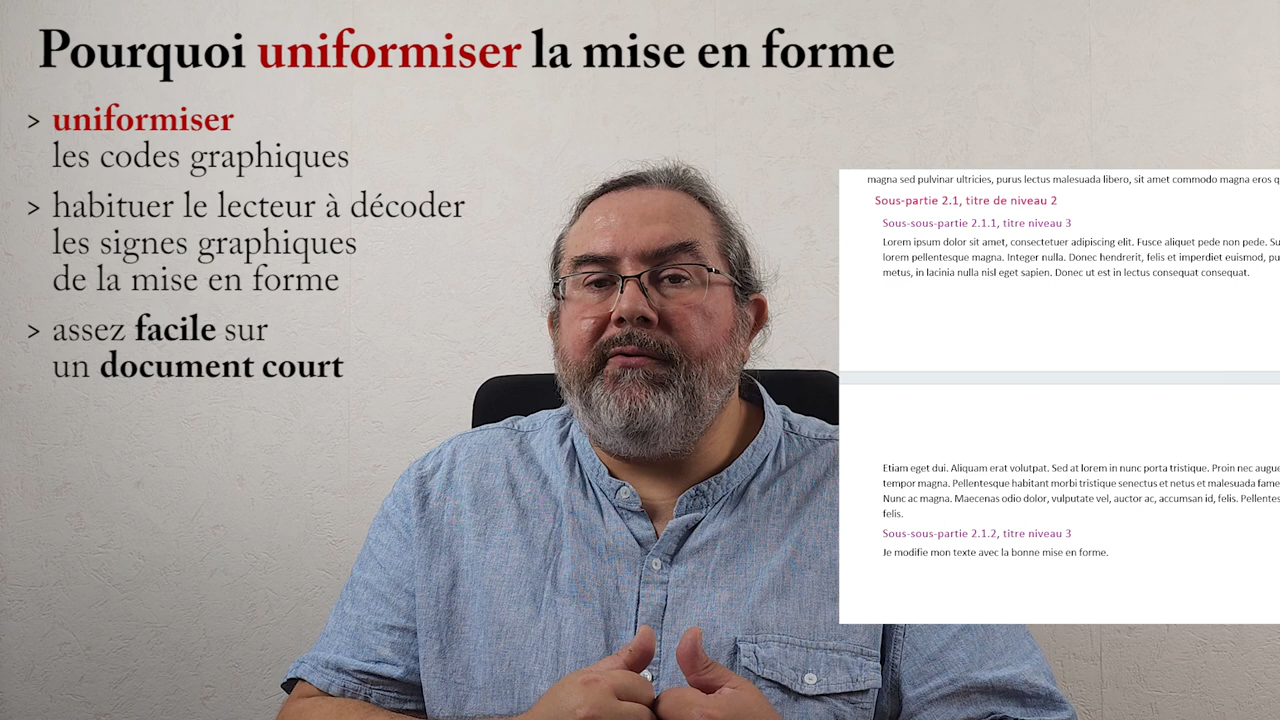 Pourquoi uniformiser la mise en forme
> uniformiser
les codes graphiques
> habituer le lecteur à décoder
les signes graphiques
de la mise en forme
> assez facile sur
un document court
magna sed pulvinar ultricies, purus lectus malesuada libero, sit amet commodo magna eros
Sous-partie 2.1, titre de niveau 2
Sous-sous-partie 2.1.1, titre niveau 3
Lorem ipsum dolor sit amet, consectetuer adipiscing elit. Fusce aliquet pede non pede.
lorem pellentesque magna. Integer nulla. Donec hendrerit, felis et imperdiet euismod,
metus, in lacinia nulla nisl eget sapien. Donec ut est in lectus consequat consequat.
Etiam eget dui. Aliquam erat volutpat. Sed at lorem in nunc porta tristique. Proin nec augue
tempor magna. Pellentesque habitant morbi tristique senectus et netus et malesuada fame
Nunc ac magna. Maecenas odio dolor, vulputate vel, auctor ac, accumsan id, felis.
felis.
Sous-sous-partie 2.1.2, titre niveau 3
Je modifie mon texte avec la bonne mise en forme.